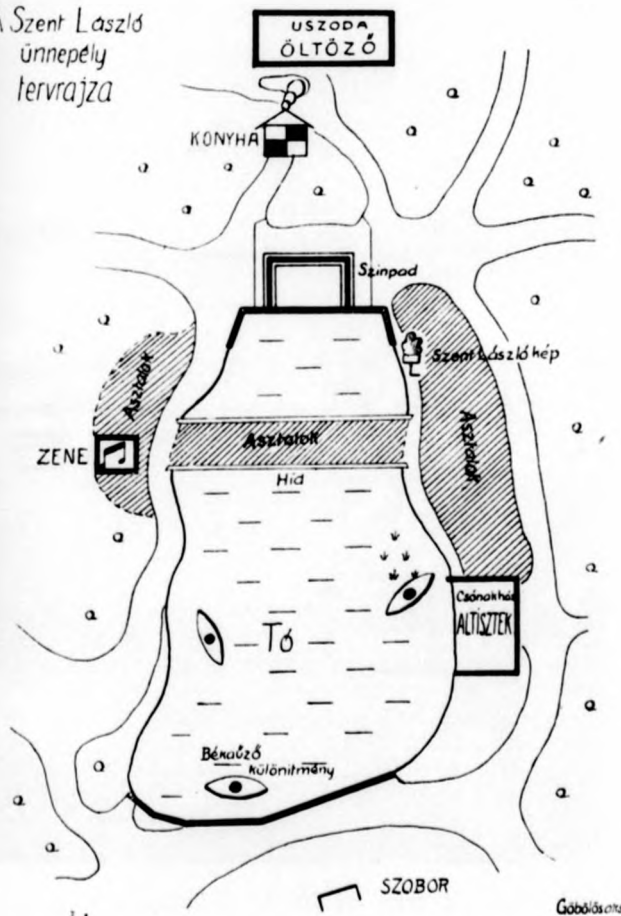 A Szent László
ünnepély
tervrajza
USZODA
ÖLTÖZŐ
KONYHA
Szinpad
Szent László kép
Asztalok
Asztalok
Asztalok
ZENE
Híd
Csónakház
ALTÍSZTEK
Tó
Békaűző
különitmény
SZOBOR